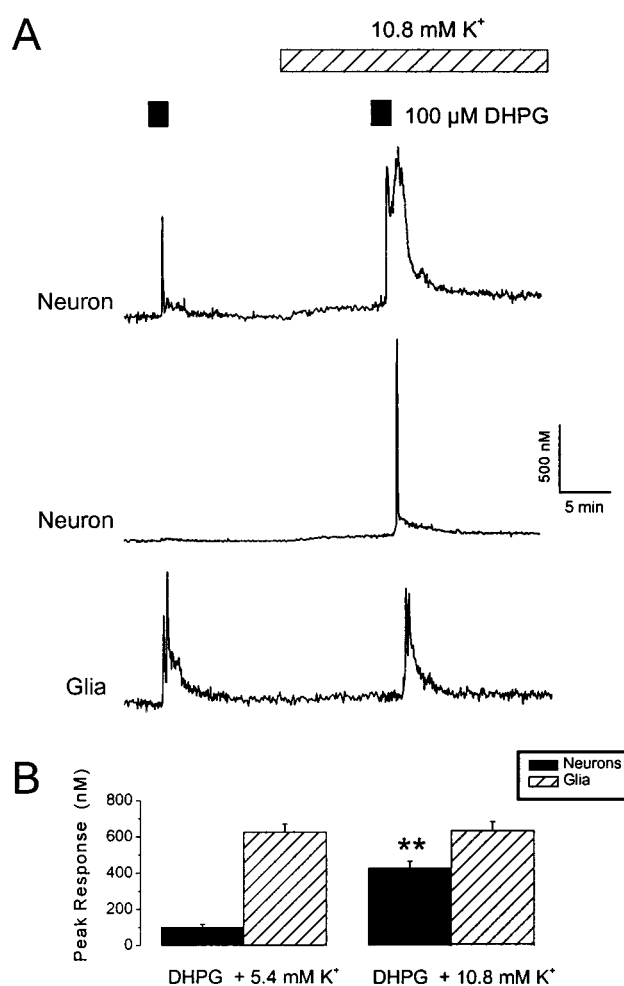 A
10.8 mM K⁺
100 µM DHPG
Neuron
500 nM
5 min
Neuron
Glia
B
Neurons
Glia
Peak Response (nM)
800
600
400
200
0
**
DHPG + 5.4 mM K⁺
DHPG + 10.8 mM K⁺